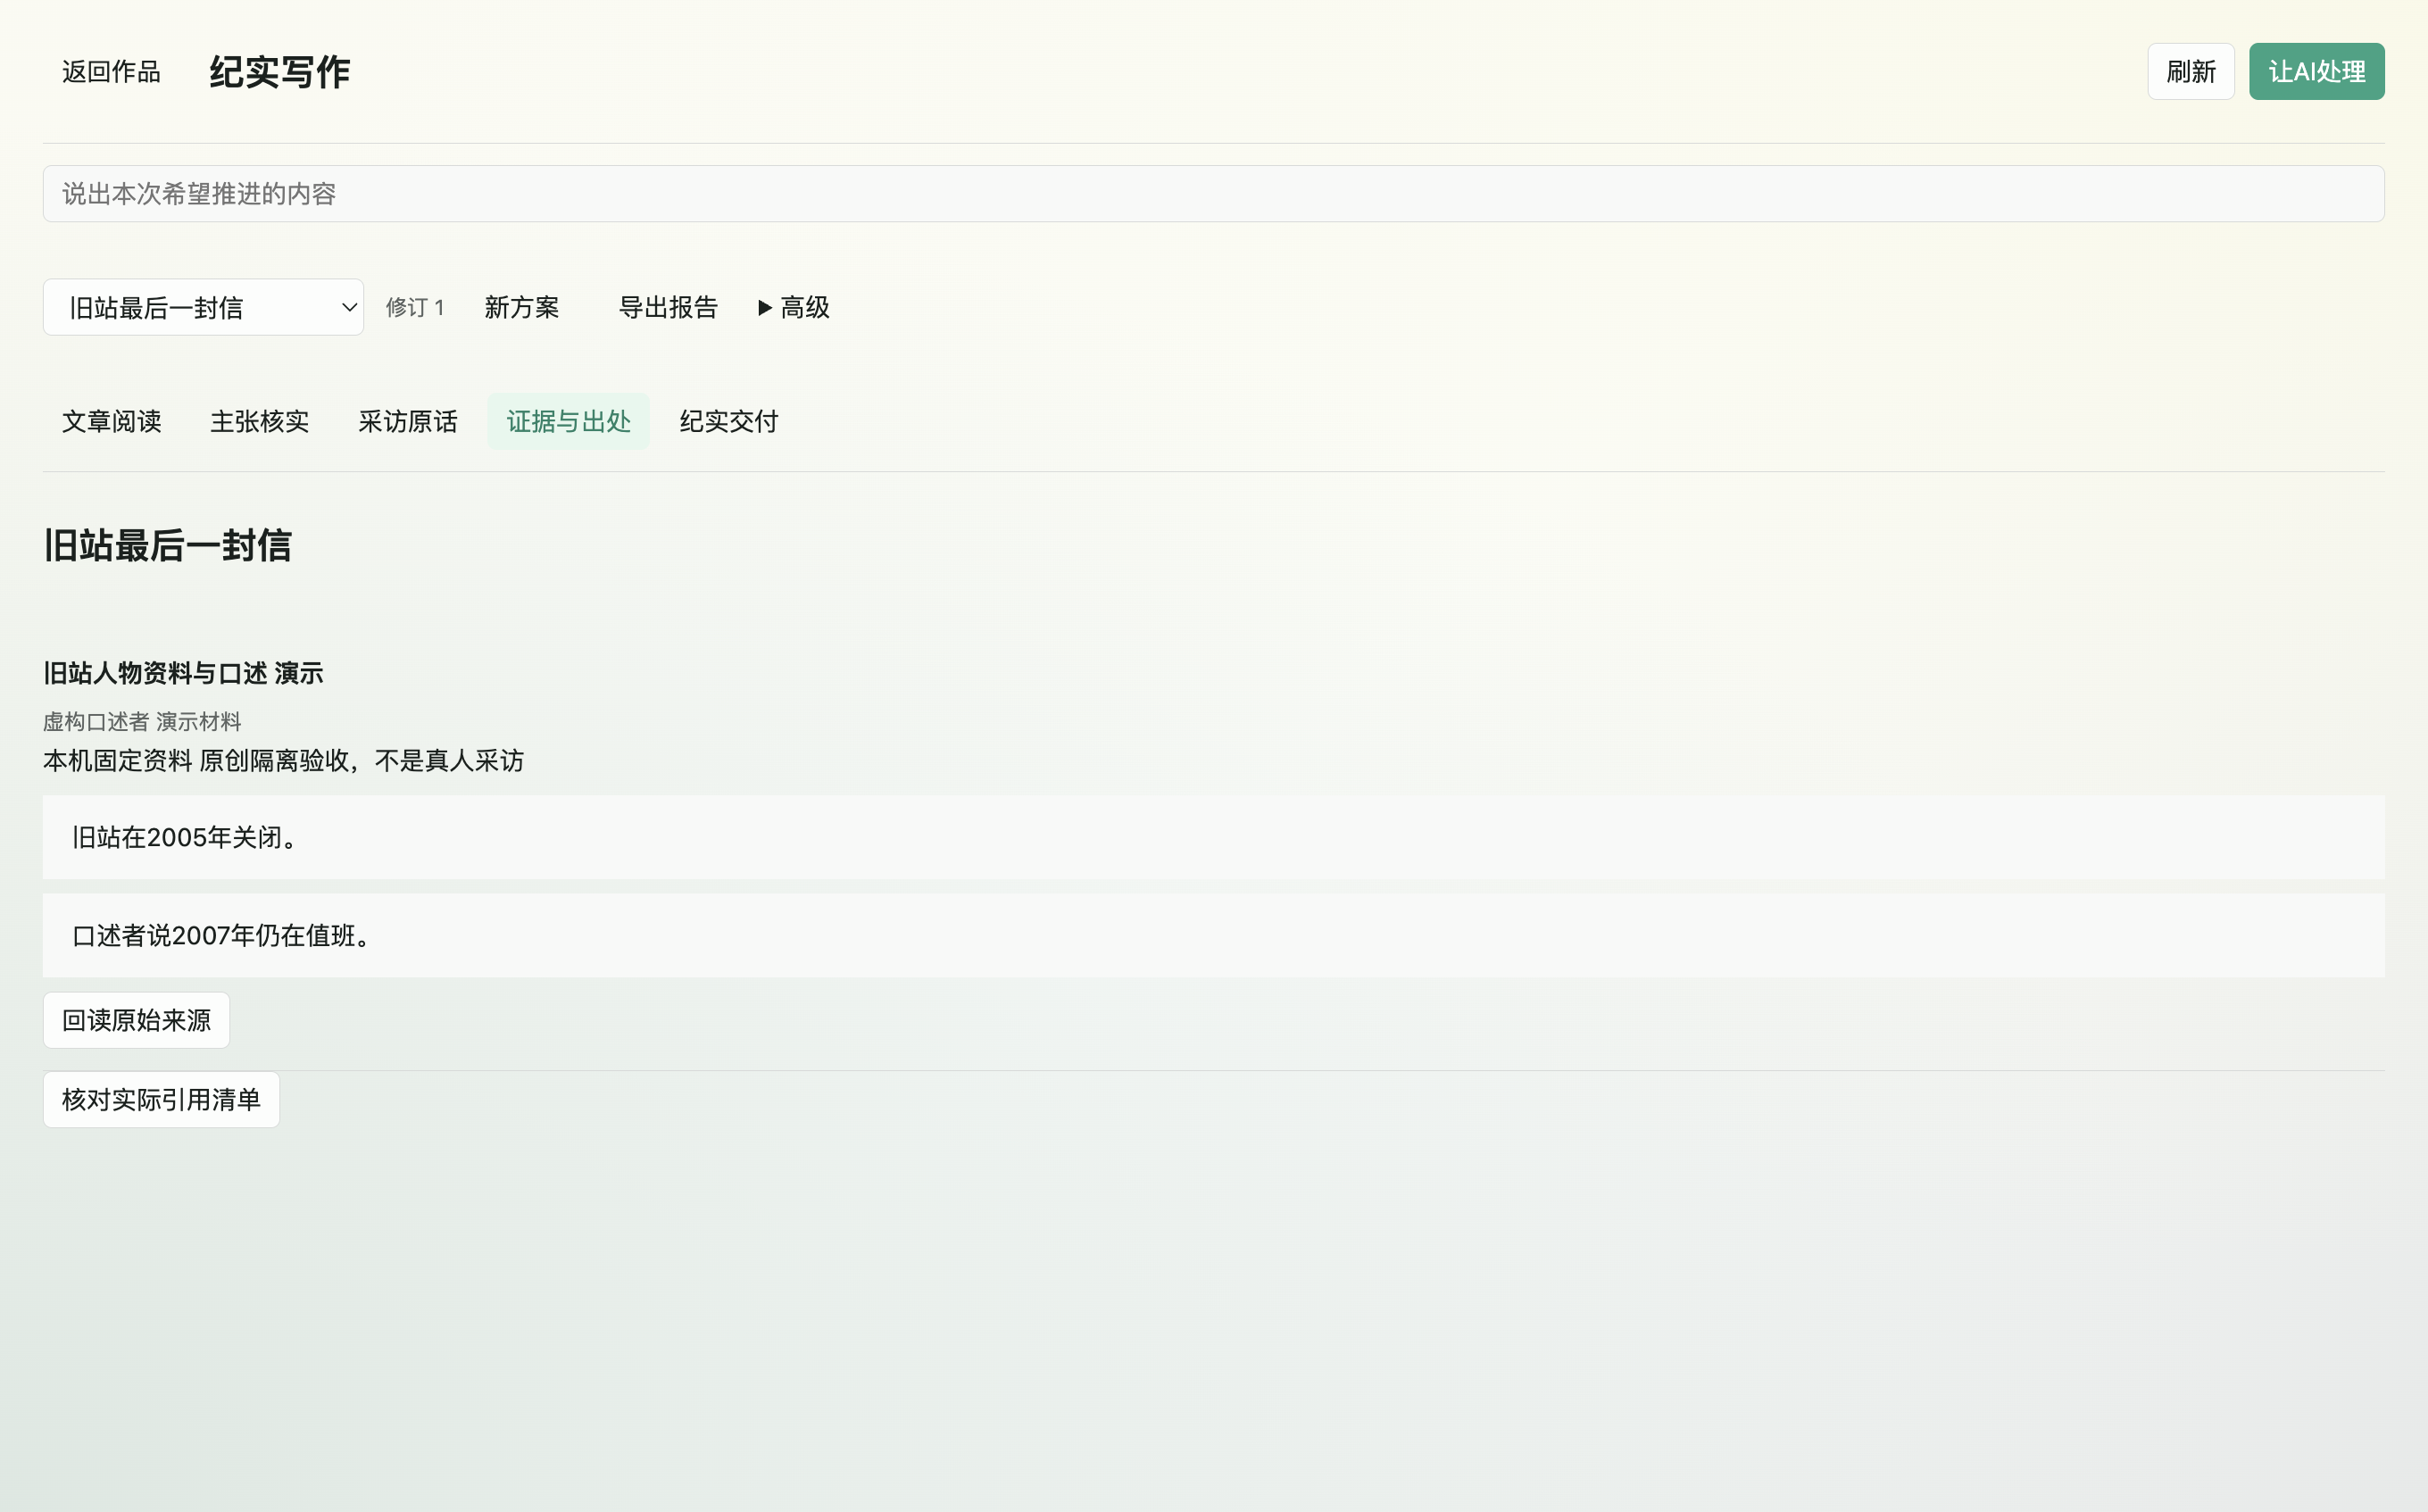 返回作品 纪实写作 刷新 让AI处理
说出本次希望推进的内容
旧站最后一封信 修订 1 新方案 导出报告 ▶ 高级
文章阅读 主张核实 采访原话 证据与出处 纪实交付
旧站最后一封信
旧站人物资料与口述 演示
虚构口述者 演示材料
本机固定资料 原创隔离验收，不是真人采访
旧站在2005年关闭。
口述者说2007年仍在值班。
回读原始来源
核对实际引用清单